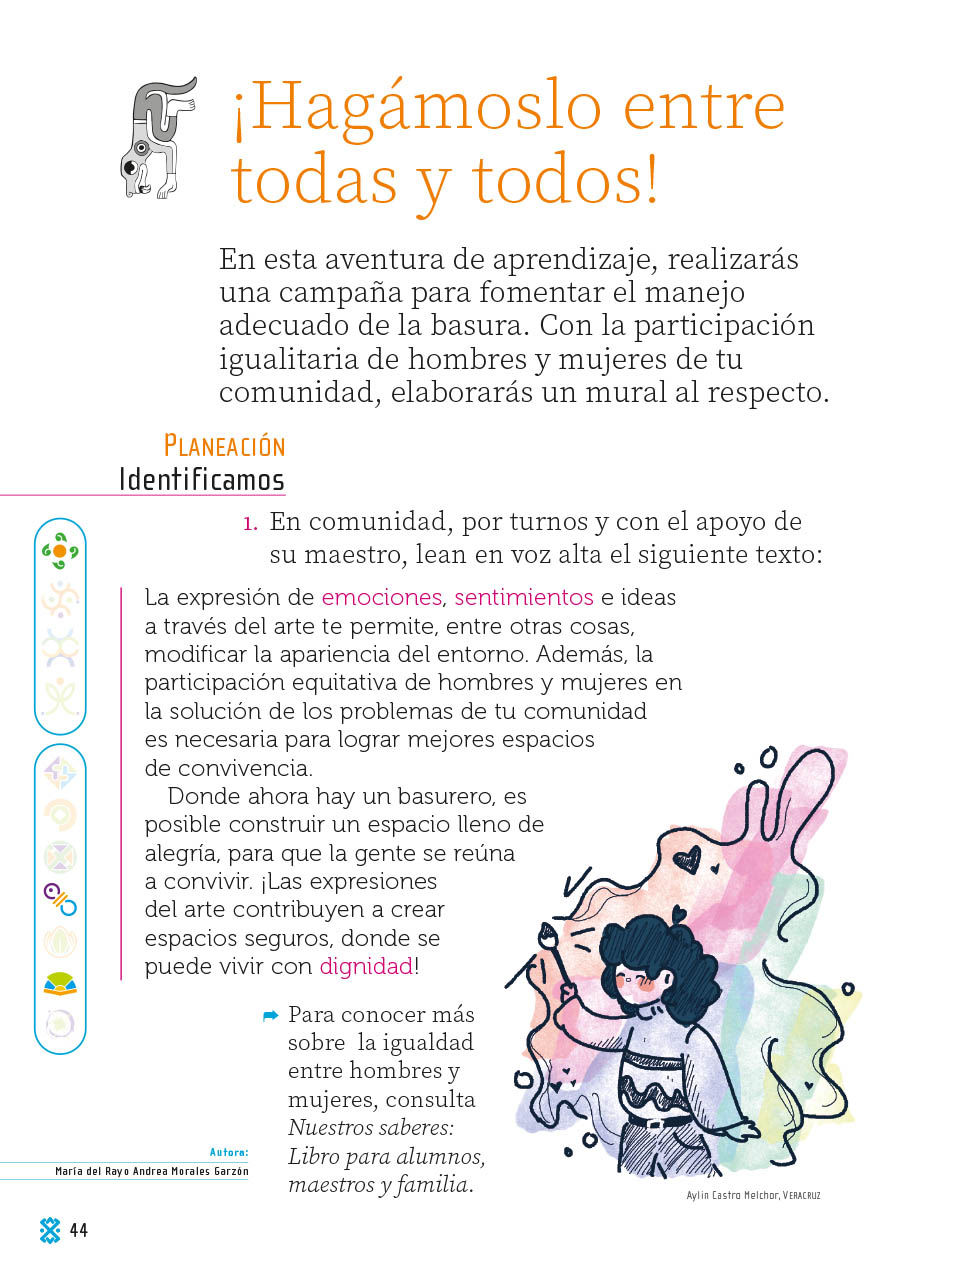 ¡Hagámoslo entre
todas y todos!
En esta aventura de aprendizaje, realizarás
una campaña para fomentar el manejo
adecuado de la basura. Con la participación
igualitaria de hombres y mujeres de tu
comunidad, elaborarás un mural al respecto.
PLANEACIÓN
Identificamos
1. En comunidad, por turnos y con el apoyo de
su maestro, lean en voz alta el siguiente texto:
La expresión de emociones, sentimientos e ideas
a través del arte te permite, entre otras cosas,
modificar la apariencia del entorno. Además, la
participación equitativa de hombres y mujeres en
la solución de los problemas de tu comunidad
es necesaria para lograr mejores espacios
de convivencia.
Donde ahora hay un basurero, es
posible construir un espacio lleno de
alegría, para que la gente se reúna
a convivir. ¡Las expresiones
del arte contribuyen a crear
espacios seguros, donde se
puede vivir con dignidad!
Para conocer más
sobre la igualdad
entre hombres y
mujeres, consulta
Nuestros saberes:
Libro para alumnos,
maestros y familia.
Autora:
María del Rayo Andrea Morales Garzón
Aylin Castro Melchor, VERACRUZ
44